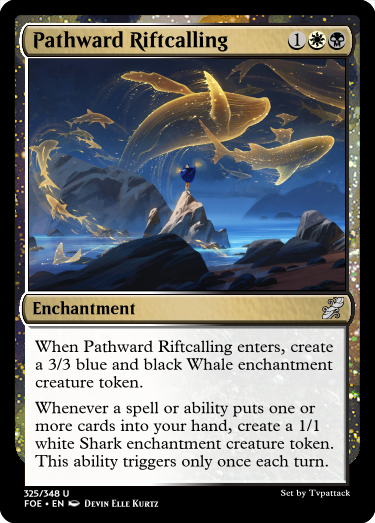 Pathward Riftcalling 1
Enchantment
When Pathward Riftcalling enters, create
a 3/3 blue and black Whale enchantment
creature token.
Whenever a spell or ability puts one or
more cards into your hand, create a 1/1
white Shark enchantment creature token.
This ability triggers only once each turn.
325/348 U
Set by Tvpattack
FOE • EN Devin Elle Kurtz